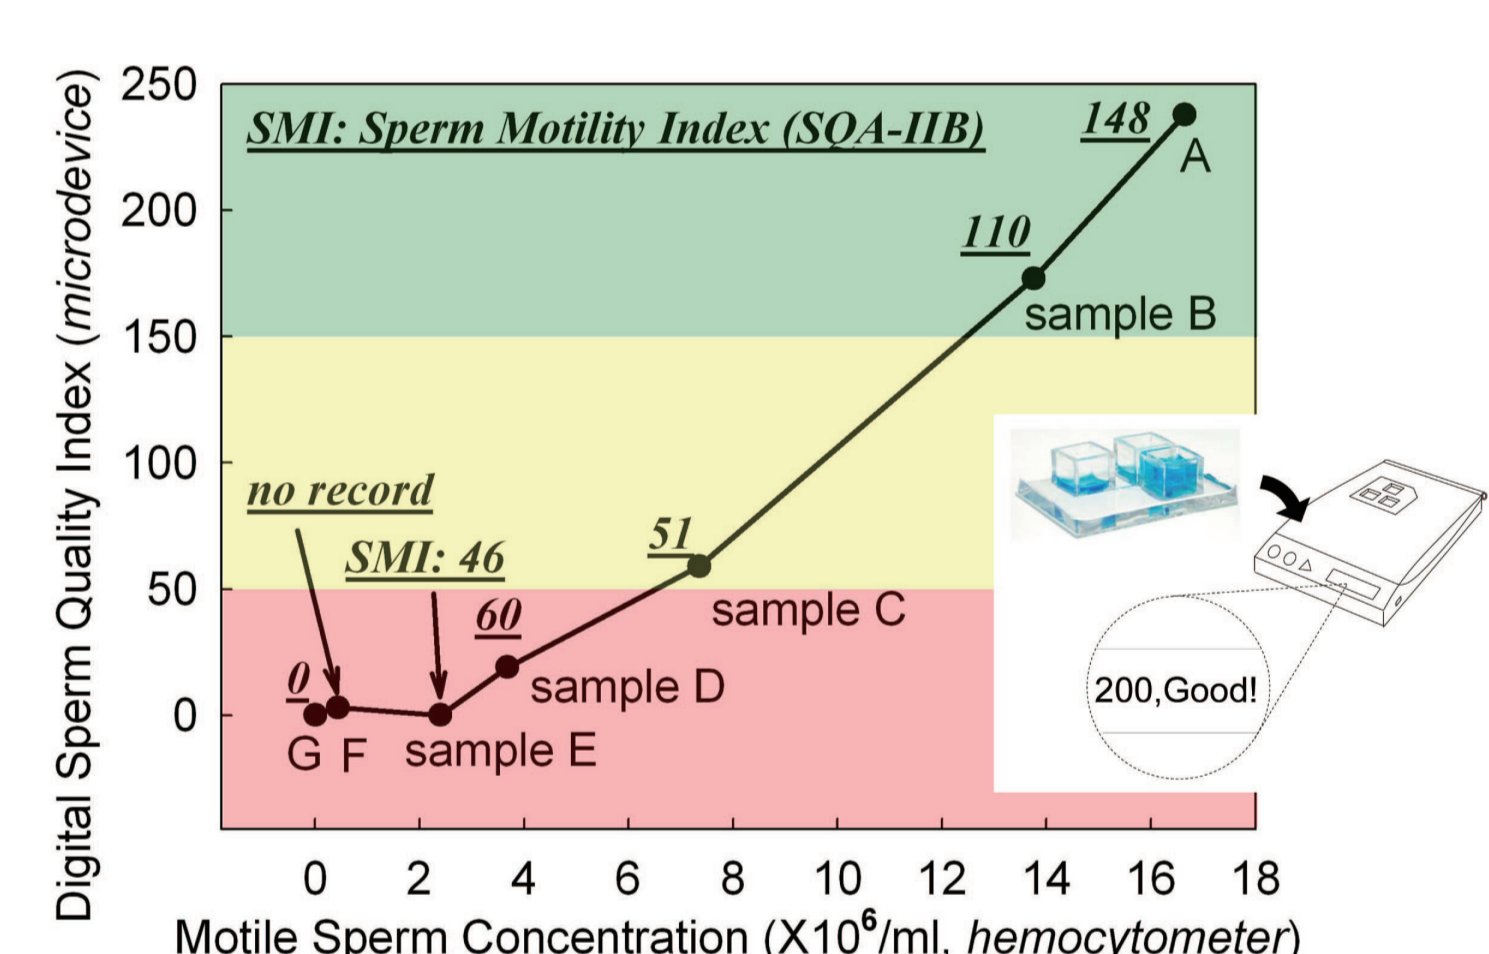 Digital Sperm Quality Index (microdevice)
250
200
150
100
50
0
SMI: Sperm Motility Index (SQA-IIB)
148
A
110
sample B
no record
SMI: 46
51
sample C
60
sample D
0
G F
sample E
200,Good!
0 2 4 6 8 10 12 14 16 18
Motile Sperm Concentration (X10⁶/ml, hemocytometer)